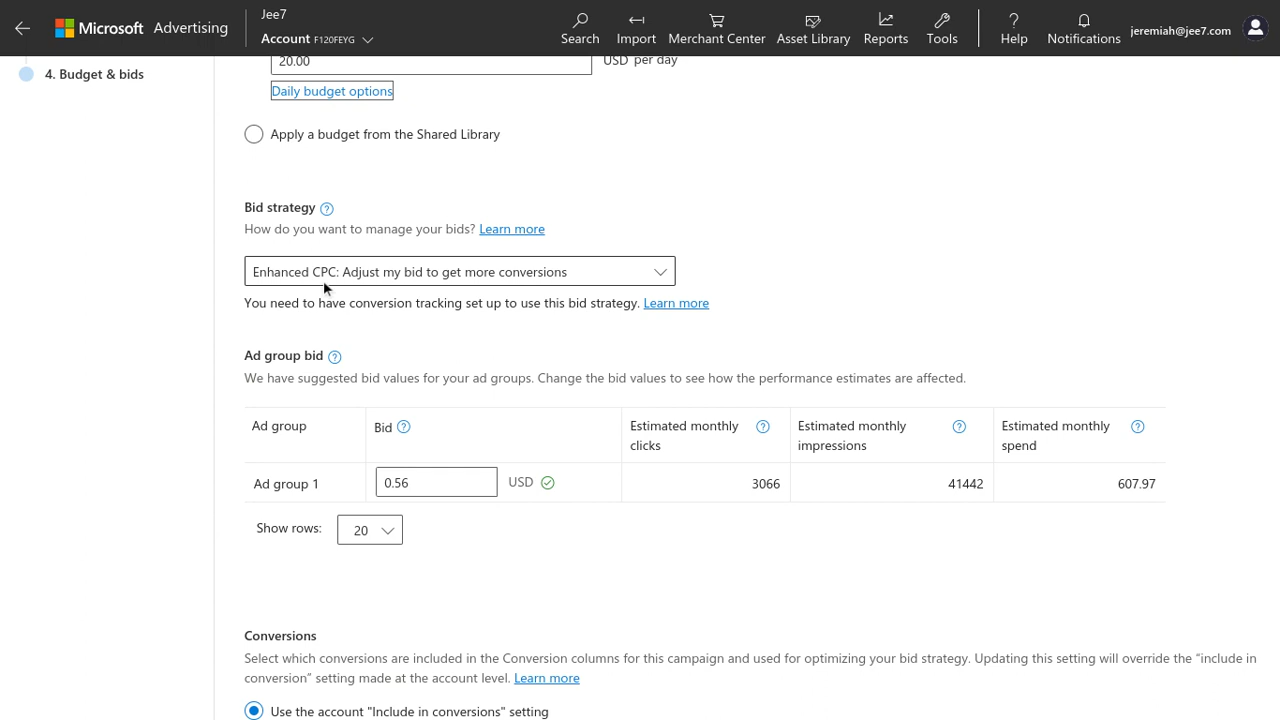 Microsoft Advertising
Jee7
Account F120FEYG
Search
Import
Merchant Center
Asset Library
Reports
Tools
?
Help
Notifications
jeremiah@jee7.com
4. Budget & bids
20.00 USD per day
Daily budget options
Apply a budget from the Shared Library
Bid strategy ?
How do you want to manage your bids? Learn more
Enhanced CPC: Adjust my bid to get more conversions
You need to have conversion tracking set up to use this bid strategy. Learn more
Ad group bid ?
We have suggested bid values for your ad groups. Change the bid values to see how the performance estimates are affected.
Ad group
Bid ?
Estimated monthly ?
clicks
Estimated monthly ?
impressions
Estimated monthly ?
spend
Ad group 1 0.56 USD 3066 41442 607.97
Show rows: 20
Conversions
Select which conversions are included in the Conversion columns for this campaign and used for optimizing your bid strategy. Updating this setting will override the “include in
conversion” setting made at the account level. Learn more
Use the account "Include in conversions" setting